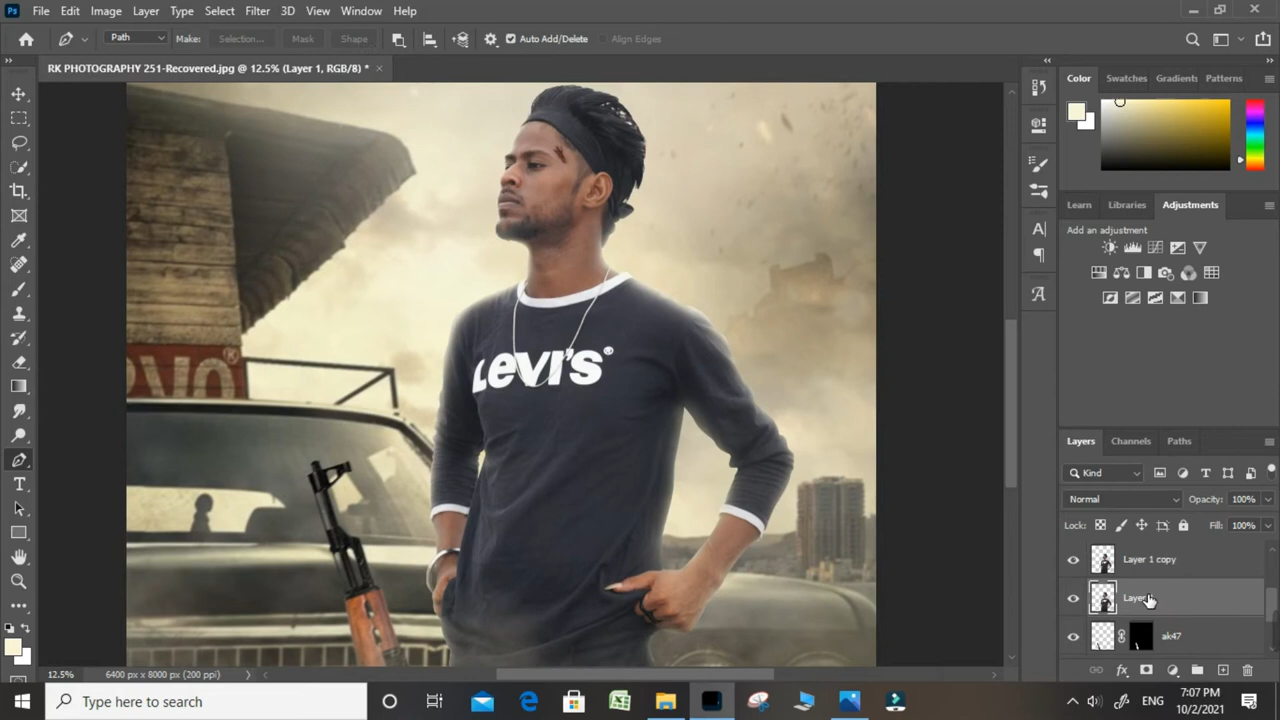 Ps File Edit Image Layer Type Select Filter 3D View Window Help
Path Make: Selection... Mask Shape Auto Add/Delete Align Edges
RK PHOTOGRAPHY 251-Recovered.jpg @ 12.5% (Layer 1, RGB/8) * ×
Color Swatches Gradients Patterns
Learn Libraries Adjustments
Add an adjustment
Levi's®
RVO®
Layers Channels Paths
Kind
Normal Opacity: 100%
Lock: Fill: 100%
Layer 1 copy
Layer
ak47
12.5% 6400 px x 8000 px (200 ppi)
Type here to search
ENG
7:07 PM
10/2/2021